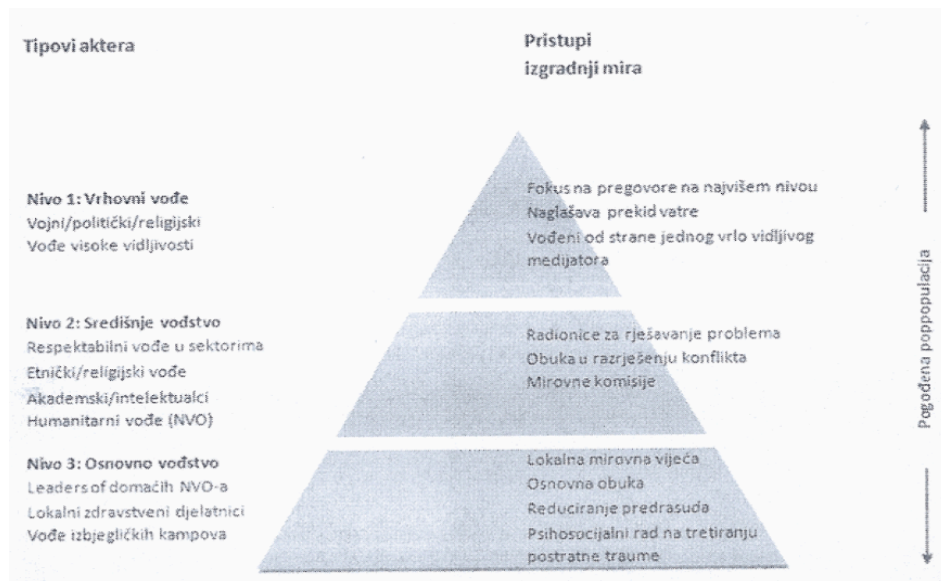 Tipovi aktera
Pristupi
izgradnji mira
Nivo 1: Vrhovni vođe
Vojni/politički/religijski
Vođe visoke vidljivosti
Fokus na pregovore na najvišem nivou
Naglašava prekid vatre
Vođeni od strane jednog vrlo vidljivog
medijatora
Nivo 2: Središnje vođstvo
Respektabilni vođe u sektorima
Etnički/religijski vođe
Akademski/intelektualci
Humanitarni vođe (NVO)
Radionice za rješavanje problema
Obuka u razrješenju konflikta
Mirovne komisije
Nivo 3: Osnovno vođstvo
Leaders of domaćih NVO-a
Lokalni zdravstveni djelatnici
Vođe izbjegličkih kampova
Lokalna mirovna vijeća
Osnovna obuka
Reduciranje predrasuda
Psihosocijalni rad na tretiranju
postratne traume
Pogođena poppopulacija